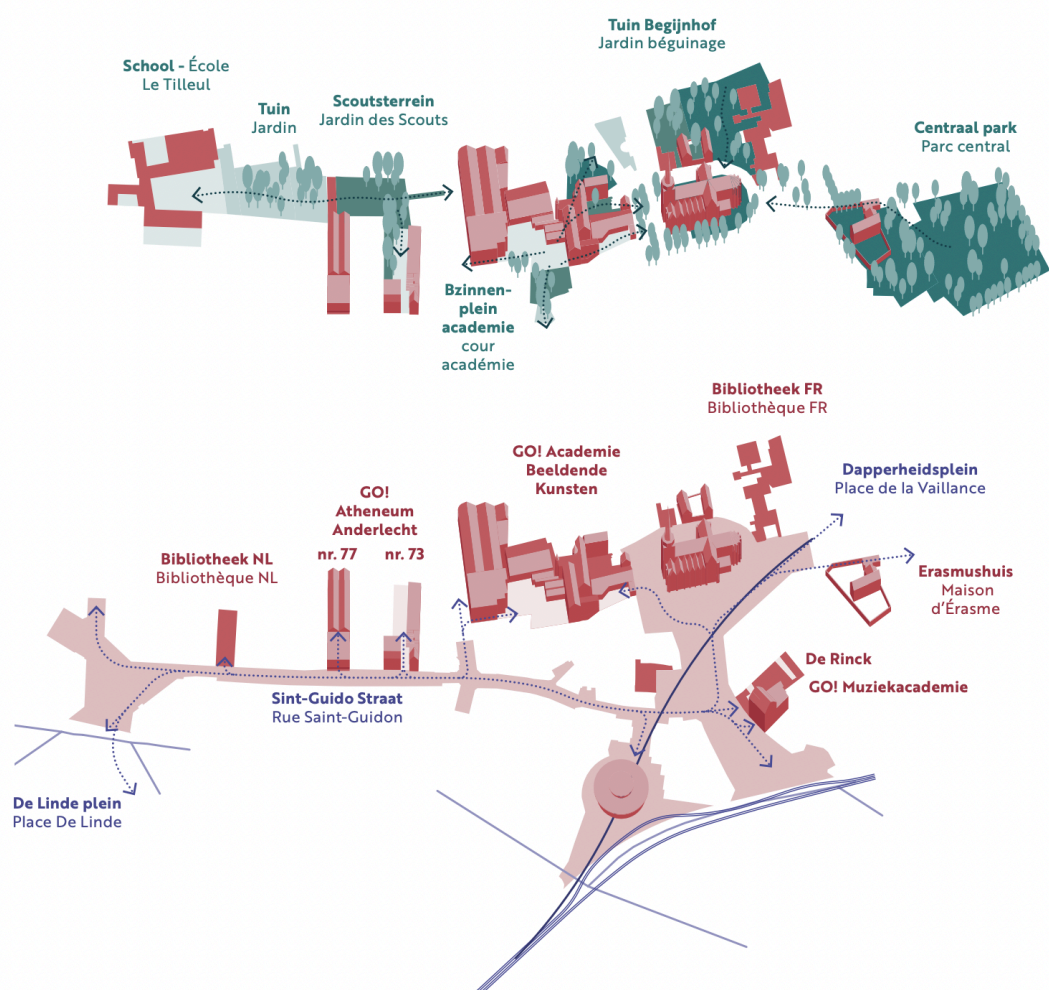 Tuin Begijnhof
Jardin béguinage
School - École
Le Tilleul
Tuin
Jardin
Scoutsterrein
Jardin des Scouts
Centraal park
Parc central
Bzinnen-
plein
academie
cour
académie
Bibliotheek FR
Bibliothèque FR
GO! Academie
Beeldende
Kunsten
Dapperheidsplein
Place de la Vaillance
GO!
Atheneum
Anderlecht
nr. 77
nr. 73
Bibliotheek NL
Bibliothèque NL
Erasmushuis
Maison
d'Érasme
De Rinck
GO! Muziekacademie
Sint-Guido Straat
Rue Saint-Guidon
De Linde plein
Place De Linde